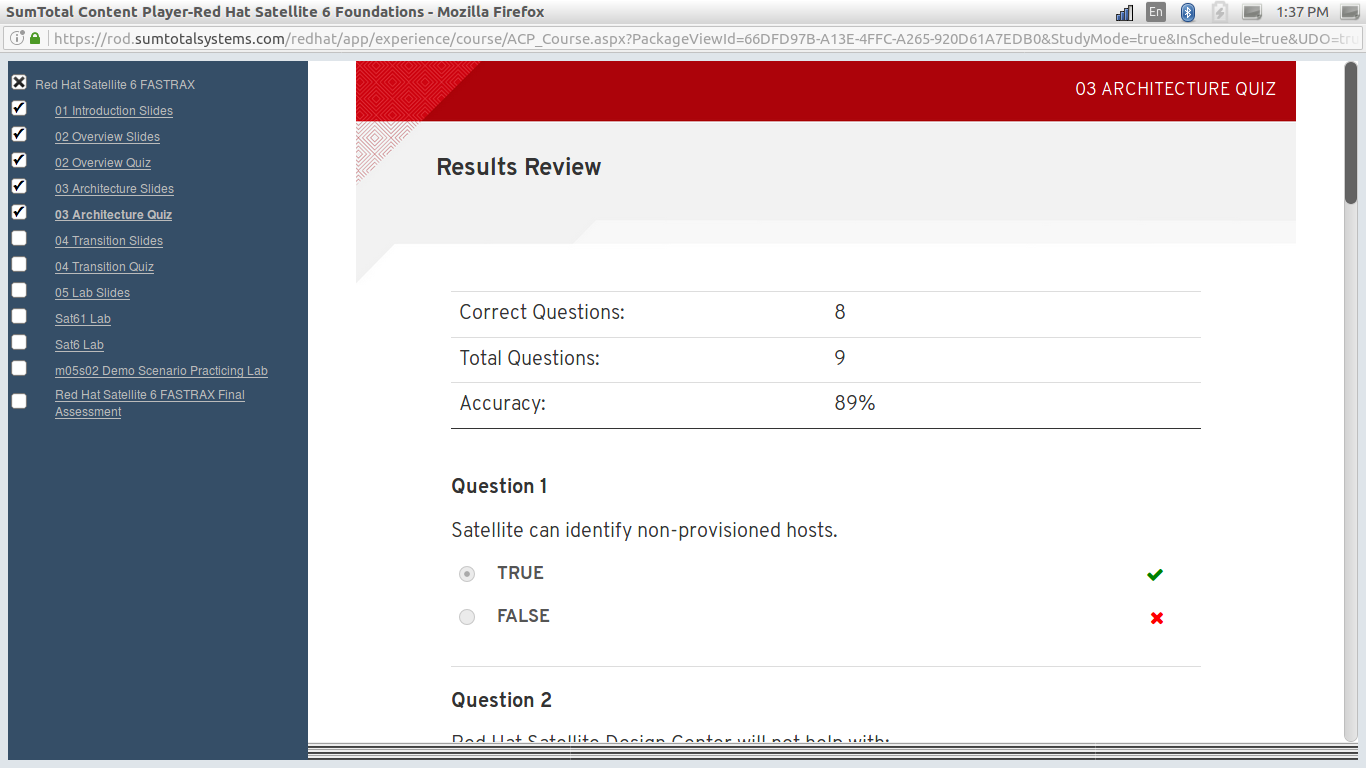 SumTotal Content Player-Red Hat Satellite 6 Foundations - Mozilla Firefox
En
1:37 PM
https://rod.sumtotalsystems.com/redhat/app/experience/course/ACP_Course.aspx?PackageViewId=66DFD97B-A13E-4FFC-A265-920D61A7EDB0&StudyMode=true&InSchedule=true&UDO=tru
Red Hat Satellite 6 FASTRAX
01 Introduction Slides
02 Overview Slides
02 Overview Quiz
03 Architecture Slides
03 Architecture Quiz
04 Transition Slides
04 Transition Quiz
05 Lab Slides
Sat61 Lab
Sat6 Lab
m05s02 Demo Scenario Practicing Lab
Red Hat Satellite 6 FASTRAX Final
Assessment
03 ARCHITECTURE QUIZ
Results Review
Correct Questions: 8
Total Questions: 9
Accuracy: 89%
Question 1
Satellite can identify non-provisioned hosts.
TRUE
FALSE
Question 2
Red Hat Satellite Design Center will not help with: